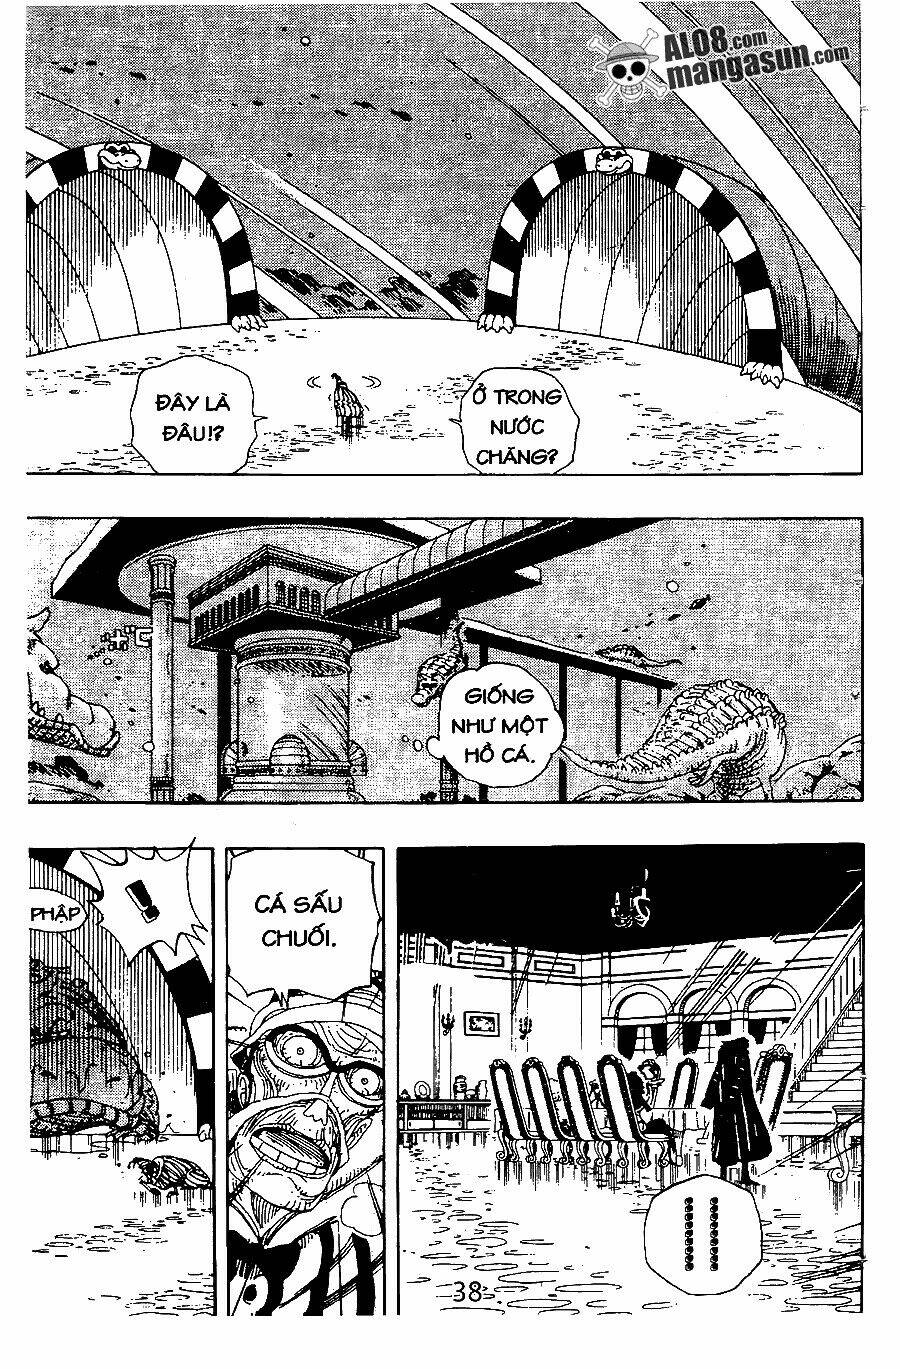 ALO8.com
mangasun.com
ĐÂY LÀ
ĐÂU!?
Ở TRONG
NƯỚC
CHĂNG?
GIỐNG
NHƯ MỘT
HỒ CÁ.
!
PHẬP
CÁ SẤU
CHUỐI.
38